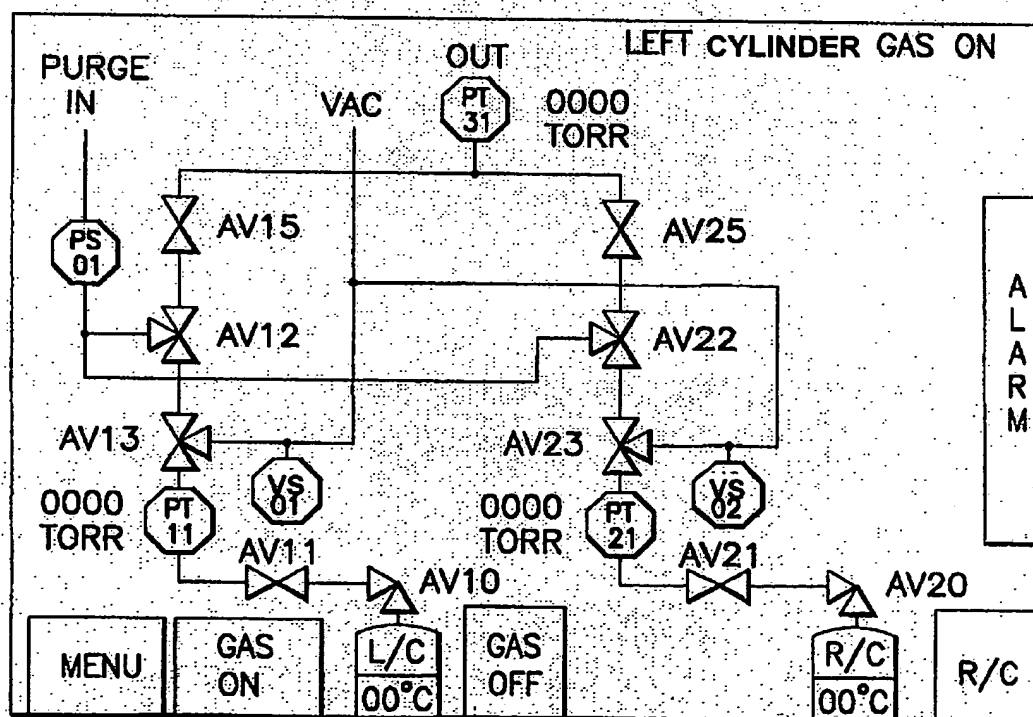 LEFT CYLINDER GAS ON
PURGE
IN
VAC
OUT
PT
31
0000
TORR
PS
01
AV15
AV25
AV12
AV22
AV13
AV23
VS
01
VS
02
0000
TORR
PT
11
0000
TORR
PT
21
AV11
AV10
AV21
AV20
A
L
A
R
M
MENU
GAS
ON
L/C
00°C
GAS
OFF
R/C
00°C
R/C